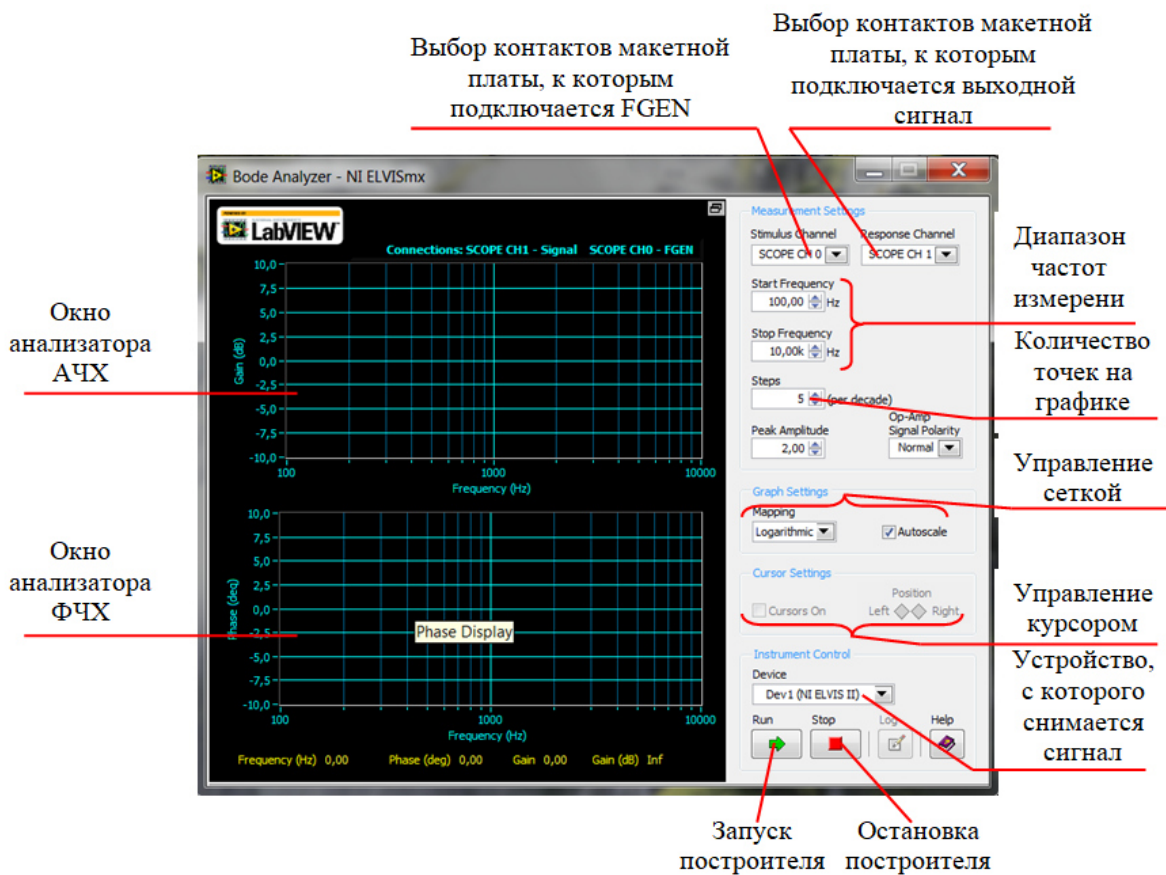 Выбор контактов макетной
платы, к которым
подключается FGEN
Выбор контактов макетной
платы, к которым
подключается выходной
сигнал
Окно
анализатора
АЧХ
Окно
анализатора
ФЧХ
Bode Analyzer - NI ELVISmx
LabVIEW
Connections: SCOPE CH1 - Signal SCOPE CH0 - FGEN
10,0
7,5
5,0
2,5
0,0
-2,5
-5,0
-7,5
-10,0
Gain (dB)
100 1000 10000
Frequency (Hz)
10,0
7,5
5,0
2,5
0,0
-2,5
-5,0
-7,5
-10,0
Phase (deg)
Phase Display
100 1000 10000
Frequency (Hz)
Frequency (Hz) 0,00 Phase (deg) 0,00 Gain 0,00 Gain (dB) Inf
Measurement Settings
Stimulus Channel Response Channel
SCOPE CH 0 SCOPE CH 1
Start Frequency
100,00 Hz
Stop Frequency
10,00k Hz
Steps
5 (per decade)
Peak Amplitude
2,00
Op-Amp
Signal Polarity
Normal
Graph Settings
Mapping
Logarithmic Autoscale
Cursor Settings
Position
Cursors On Left Right
Instrument Control
Device
Dev1 (NI ELVIS II)
Run Stop Log Help
Диапазон
частот
измерени
Количество
точек на
графике
Управление
сеткой
Управление
курсором
Устройство,
с которого
снимается
сигнал
Запуск
построителя
Остановка
построителя